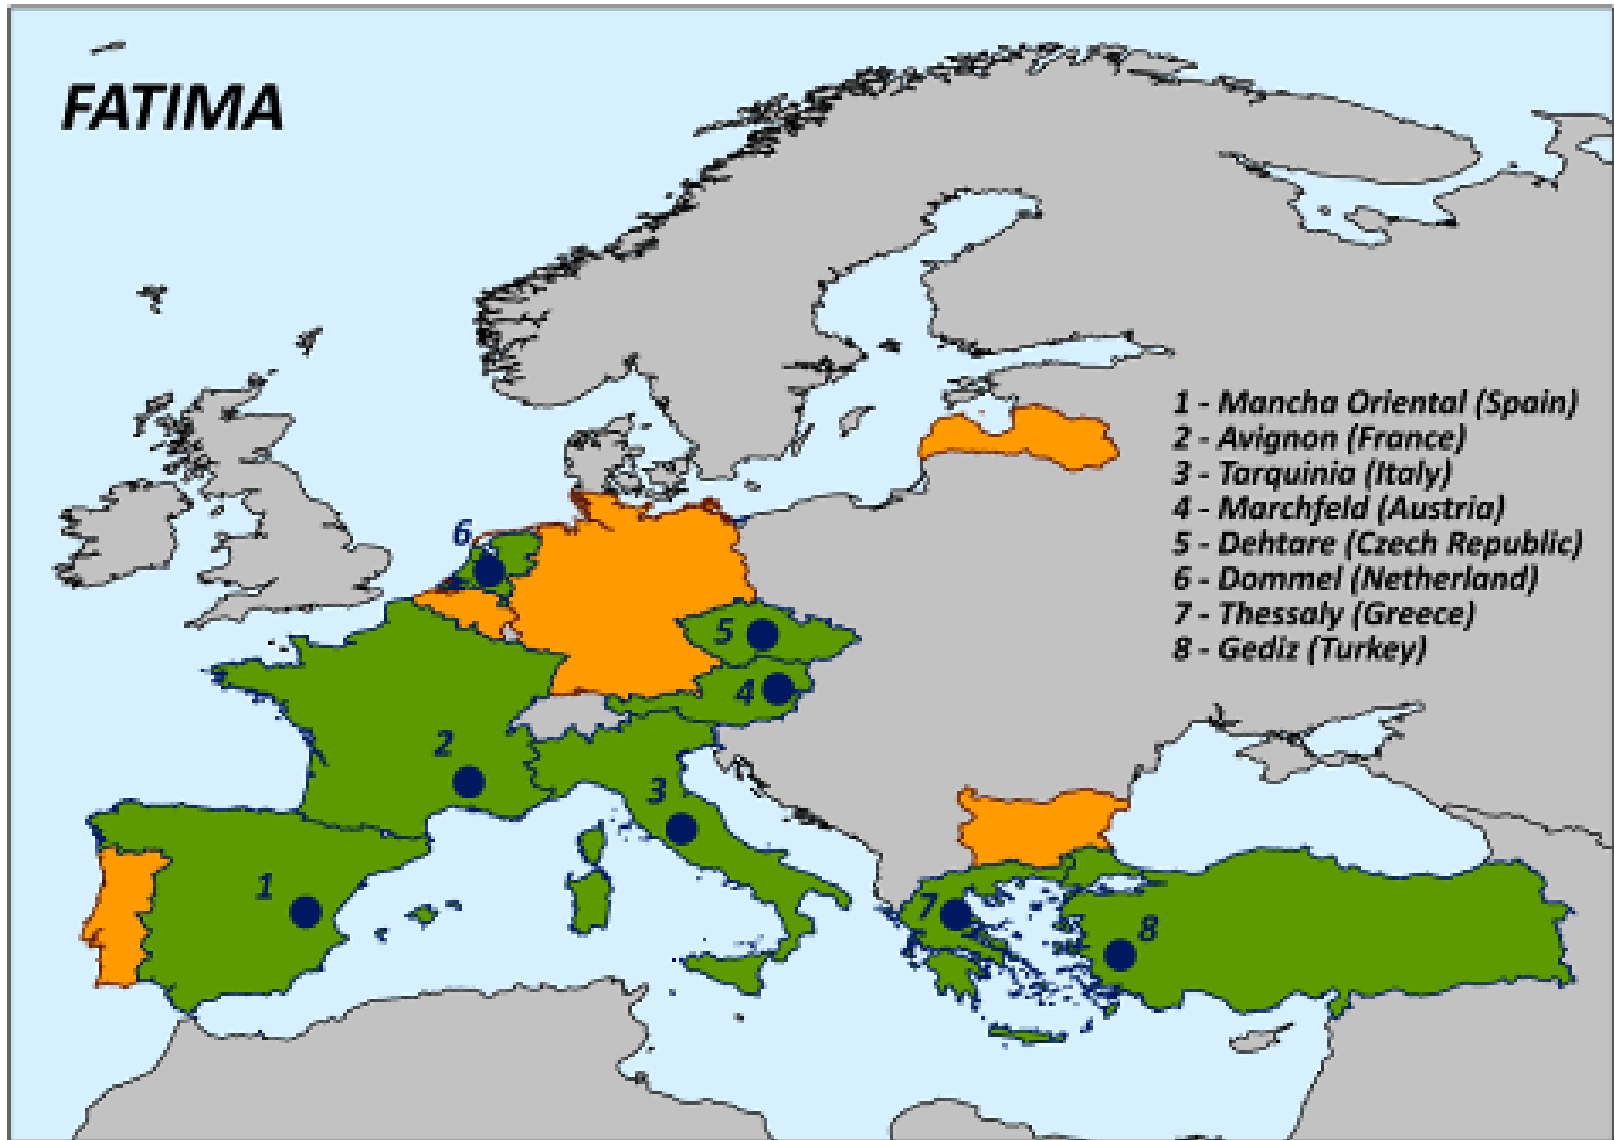 FATIMA
1 - Mancha Oriental (Spain)
2 - Avignon (France)
3 - Tarquinia (Italy)
4 - Marchfeld (Austria)
5 - Dehtare (Czech Republic)
6 - Dommel (Netherland)
7 - Thessaly (Greece)
8 - Gediz (Turkey)
6
5
4
2
3
1
7
8